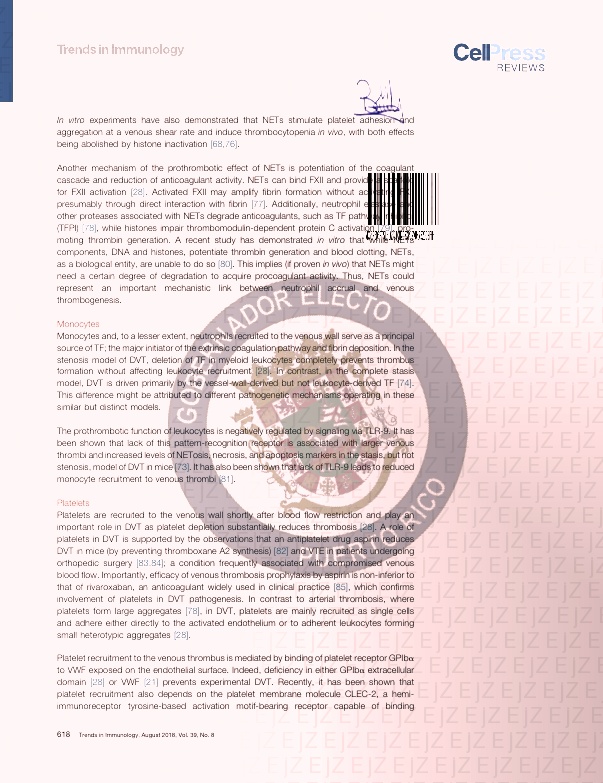 Trends in Immunology
CellPress
REVIEWS
In vitro experiments have also demonstrated that NETs stimulate platelet adhesion and
aggregation at a venous shear rate and induce thrombocytopenia in vivo, with both effects
being abolished by histone inactivation [68,76].
Another mechanism of the prothrombotic effect of NETs is potentiation of the coagulant
cascade and reduction of anticoagulant activity. NETs can bind FXII and provide a
for FXII activation [28]. Activated FXII may amplify fibrin formation without
presumably through direct interaction with fibrin [77]. Additionally, neutrophil
other proteases associated with NETs degrade anticoagulants, such as TF
(TFPI) [78], while histones impair thrombomodulin-dependent protein C activation
moting thrombin generation. A recent study has demonstrated in vitro that while NETs
components, DNA and histones, potentiate thrombin generation and blood clotting, NETs,
as a biological entity, are unable to do so [80]. This implies (if proven in vivo) that NETs might
need a certain degree of degradation to acquire procoagulant activity. Thus, NETs could
represent an important mechanistic link between neutrophil accrual and venous
thrombogenesis.
Monocytes
Monocytes and, to a lesser extent, neutrophils recruited to the venous wall serve as a principal
source of TF; the major initiator of the extrinsic coagulation pathway and fibrin deposition. In the
stenosis model of DVT, deletion of TF in myeloid leukocytes completely prevents thrombus
formation without affecting leukocyte recruitment [28]. In contrast, in the complete stasis
model, DVT is driven primarily by the vessel-wall-derived but not leukocyte-derived TF [74].
This difference might be attributed to different pathogenetic mechanisms operating in these
similar but distinct models.
The prothrombotic function of leukocytes is negatively regulated by signaling via TLR-9. It has
been shown that lack of this pattern-recognition receptor is associated with larger venous
thrombi and increased levels of NETosis, necrosis, and apoptosis markers in the stasis, but not
stenosis, model of DVT in mice [73]. It has also been shown that lack of TLR-9 leads to reduced
monocyte recruitment to venous thrombi [81].
Platelets
Platelets are recruited to the venous wall shortly after blood flow restriction and play an
important role in DVT as platelet depletion substantially reduces thrombosis [28]. A role of
platelets in DVT is supported by the observations that an antiplatelet drug aspirin reduces
DVT in mice (by preventing thromboxane A2 synthesis) [82] and VTE in patients undergoing
orthopedic surgery [83,84]; a condition frequently associated with compromised venous
blood flow. Importantly, efficacy of venous thrombosis prophylaxis by aspirin is non-inferior to
that of rivaroxaban, an anticoagulant widely used in clinical practice [85], which confirms
involvement of platelets in DVT pathogenesis. In contrast to arterial thrombosis, where
platelets form large aggregates [78], in DVT, platelets are mainly recruited as single cells
and adhere either directly to the activated endothelium or to adherent leukocytes forming
small heterotypic aggregates [28].
Platelet recruitment to the venous thrombus is mediated by binding of platelet receptor GPIbα
to VWF exposed on the endothelial surface. Indeed, deficiency in either GPIbα extracellular
domain [28] or VWF [21] prevents experimental DVT. Recently, it has been shown that
platelet recruitment also depends on the platelet membrane molecule CLEC-2, a hemi-
immunoreceptor tyrosine-based activation motif-bearing receptor capable of binding
618 Trends in Immunology, August 2018, Vol. 39, No. 8
GOBERNADOR ELECTO
PUERTO RICO